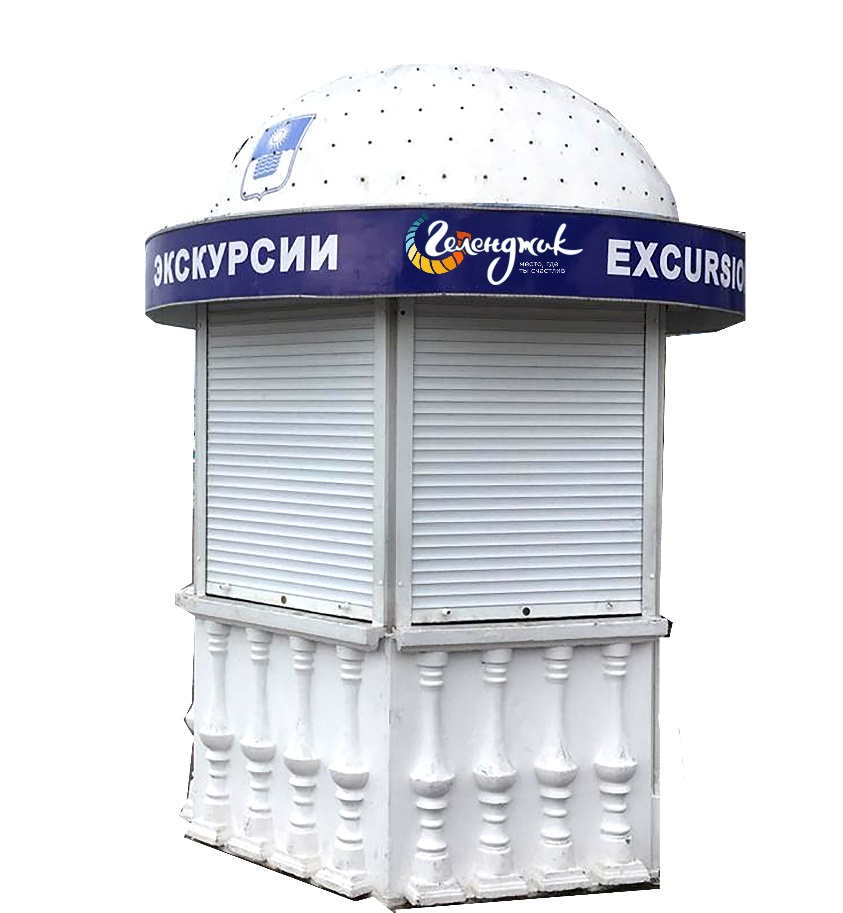 ЭКСКУРСИИ
Геленджик
место, где
ты счастлив
EXCURSIO